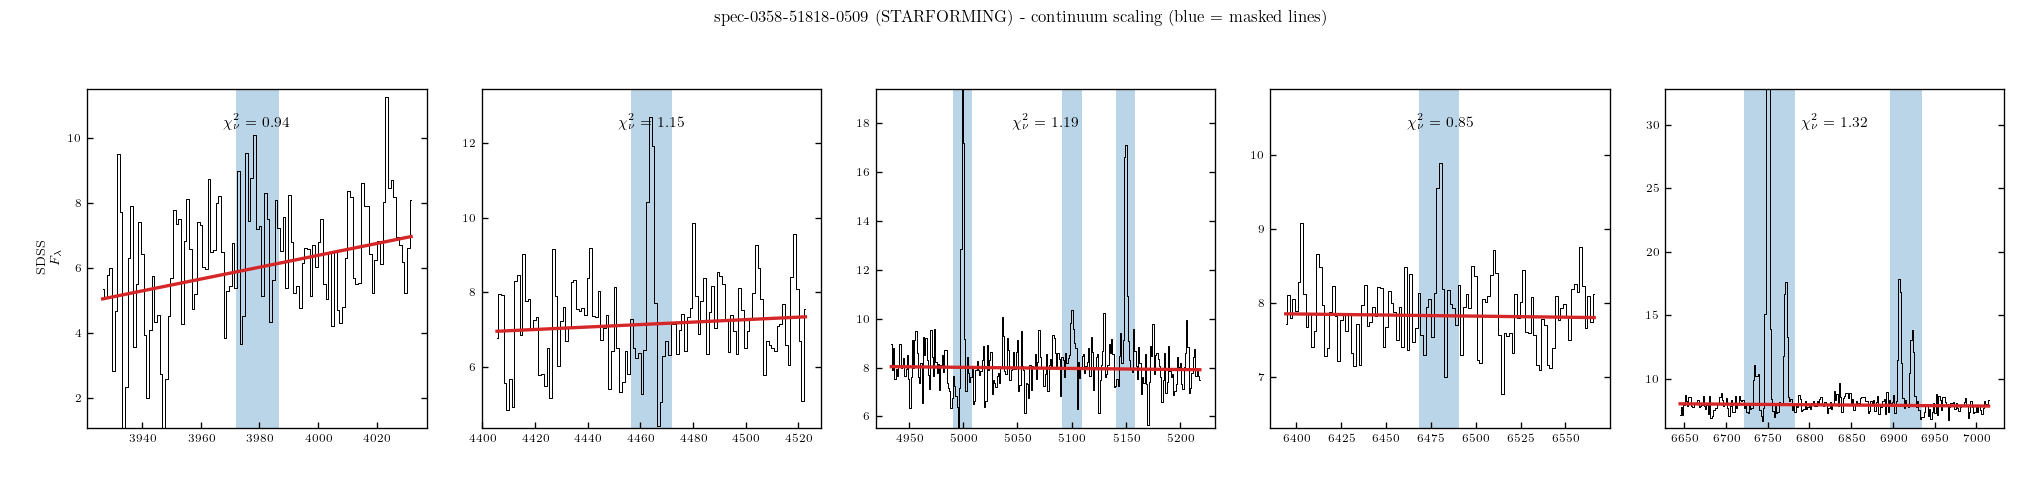 spec-0358-51818-0509 (STARFORMING) - continuum scaling (blue = masked lines)
SDSS
Fλ
χ²ν = 0.94
10
8
6
4
2
3940 3960 3980 4000 4020
χ²ν = 1.15
12
10
8
6
4400 4420 4440 4460 4480 4500 4520
χ²ν = 1.19
18
16
14
12
10
8
6
4950 5000 5050 5100 5150 5200
χ²ν = 0.85
10
9
8
7
6400 6425 6450 6475 6500 6525 6550
χ²ν = 1.32
30
25
20
15
10
6650 6700 6750 6800 6850 6900 6950 7000